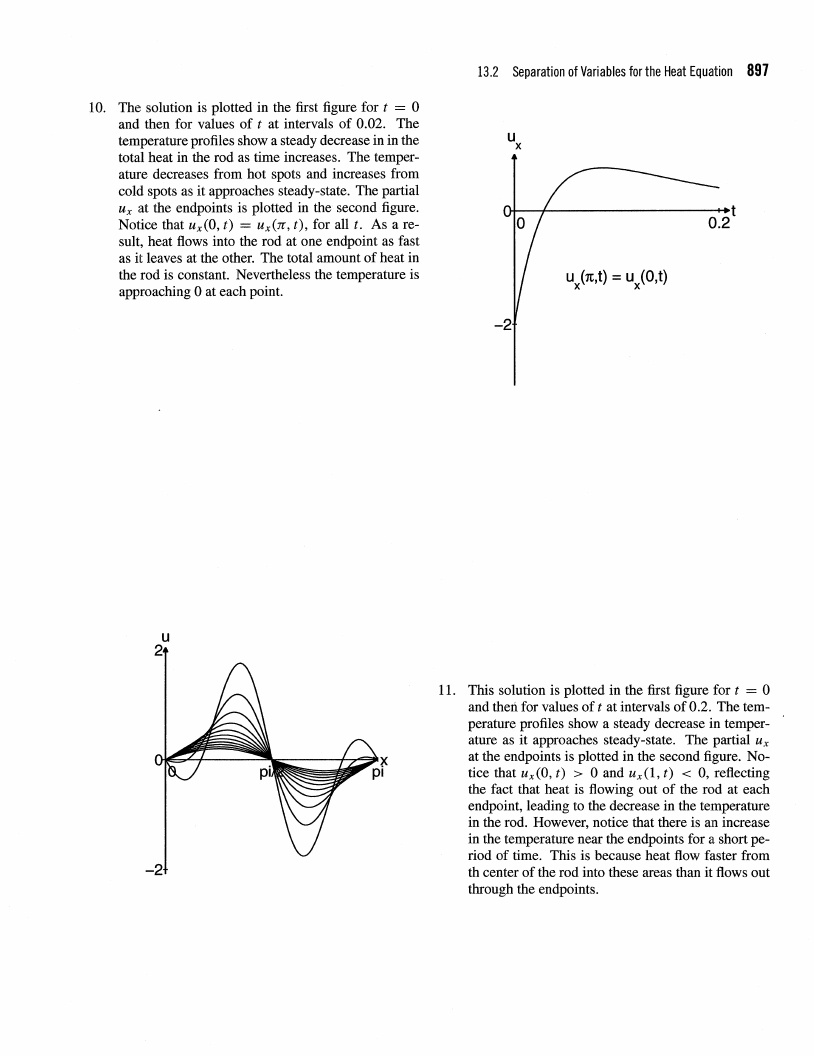 13.2 Separation of Variables for the Heat Equation 897
10. The solution is plotted in the first figure for t = 0
and then for values of t at intervals of 0.02. The
temperature profiles show a steady decrease in in the
total heat in the rod as time increases. The temper-
ature decreases from hot spots and increases from
cold spots as it approaches steady-state. The partial
u_x at the endpoints is plotted in the second figure.
Notice that u_x(0, t) = u_x(π, t), for all t. As a re-
sult, heat flows into the rod at one endpoint as fast
as it leaves at the other. The total amount of heat in
the rod is constant. Nevertheless the temperature is
approaching 0 at each point.
u
2
0
0 pi/ pi x
-2
u_x
0
0 0.2 t
u_x(π,t) = u_x(0,t)
-2
11. This solution is plotted in the first figure for t = 0
and then for values of t at intervals of 0.2. The tem-
perature profiles show a steady decrease in temper-
ature as it approaches steady-state. The partial u_x
at the endpoints is plotted in the second figure. No-
tice that u_x(0, t) > 0 and u_x(1, t) < 0, reflecting
the fact that heat is flowing out of the rod at each
endpoint, leading to the decrease in the temperature
in the rod. However, notice that there is an increase
in the temperature near the endpoints for a short pe-
riod of time. This is because heat flow faster from
th center of the rod into these areas than it flows out
through the endpoints.